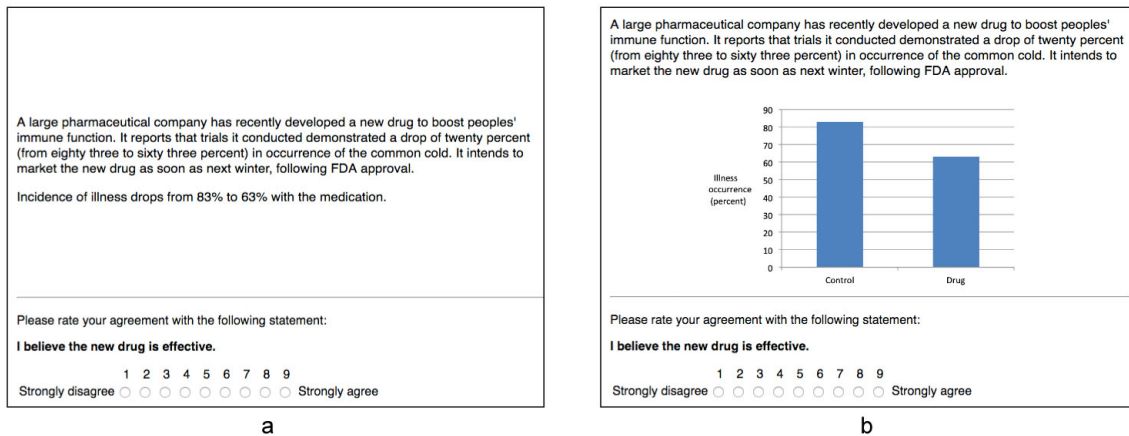 A large pharmaceutical company has recently developed a new drug to boost peoples'
immune function. It reports that trials it conducted demonstrated a drop of twenty percent
(from eighty three to sixty three percent) in occurrence of the common cold. It intends to
market the new drug as soon as next winter, following FDA approval.
Incidence of illness drops from 83% to 63% with the medication.
Please rate your agreement with the following statement:
I believe the new drug is effective.
1 2 3 4 5 6 7 8 9
Strongly disagree Strongly agree
a
A large pharmaceutical company has recently developed a new drug to boost peoples'
immune function. It reports that trials it conducted demonstrated a drop of twenty percent
(from eighty three to sixty three percent) in occurrence of the common cold. It intends to
market the new drug as soon as next winter, following FDA approval.
90
80
70
60
50
40
30
20
10
0
Illness
occurrence
(percent)
Control Drug
Please rate your agreement with the following statement:
I believe the new drug is effective.
1 2 3 4 5 6 7 8 9
Strongly disagree Strongly agree
b